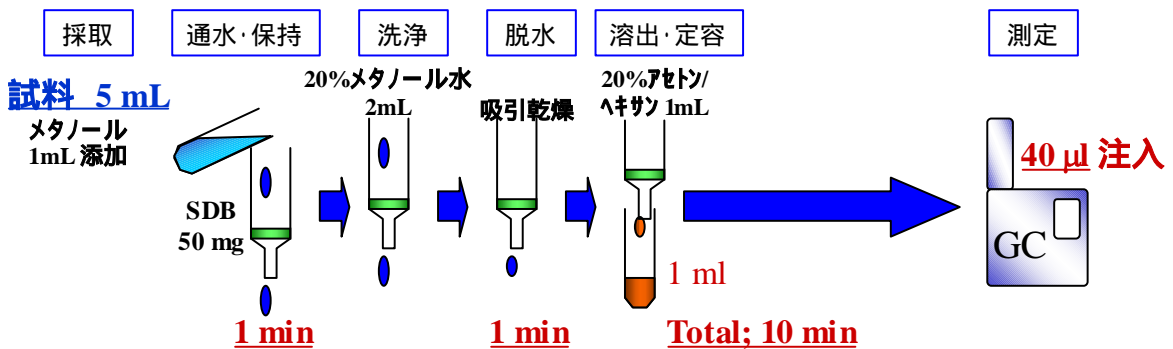 採取
通水・保持
洗浄
脱水
溶出・定容
測定
試料 5 mL
メタノール
1mL 添加
SDB
50 mg
1 min
20%メタノール水
2mL
吸引乾燥
1 min
20%アセトン/
ヘキサン 1mL
1 ml
Total; 10 min
40 μl 注入
GC